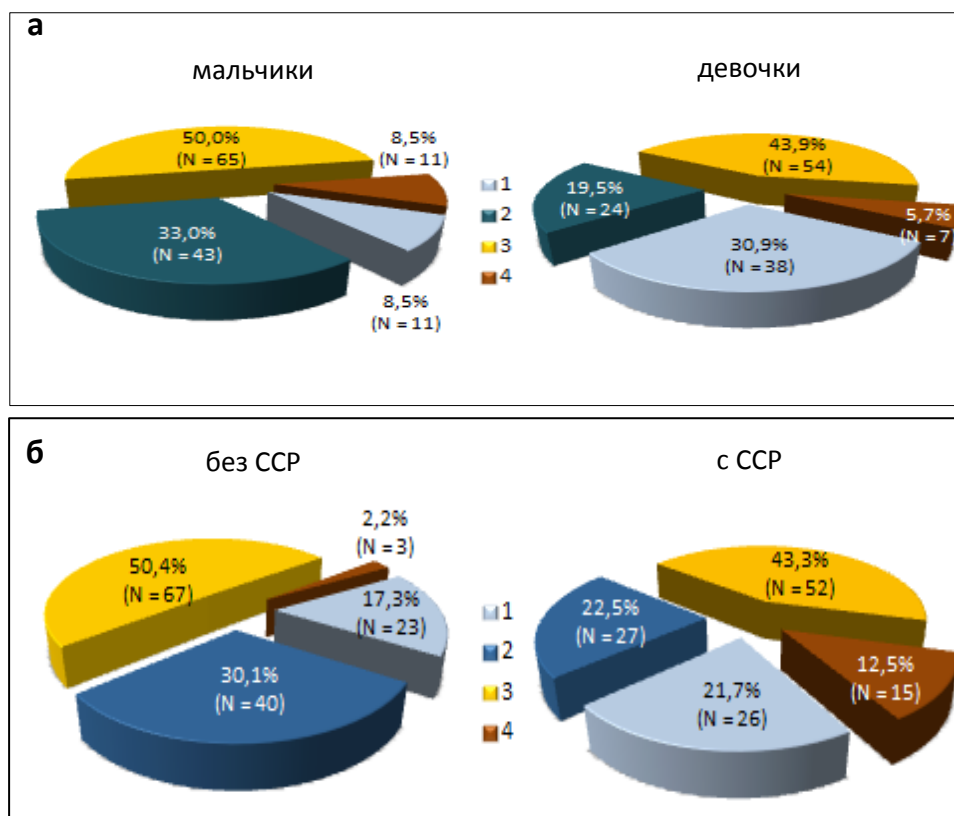 а
мальчики
девочки
50,0%
(N = 65)
8,5%
(N = 11)
33,0%
(N = 43)
8,5%
(N = 11)
1
2
3
4
43,9%
(N = 54)
19,5%
(N = 24)
5,7%
(N = 7)
30,9%
(N = 38)
б
без ССР
с ССР
2,2%
(N = 3)
50,4%
(N = 67)
17,3%
(N = 23)
30,1%
(N = 40)
1
2
3
4
43,3%
(N = 52)
22,5%
(N = 27)
12,5%
(N = 15)
21,7%
(N = 26)